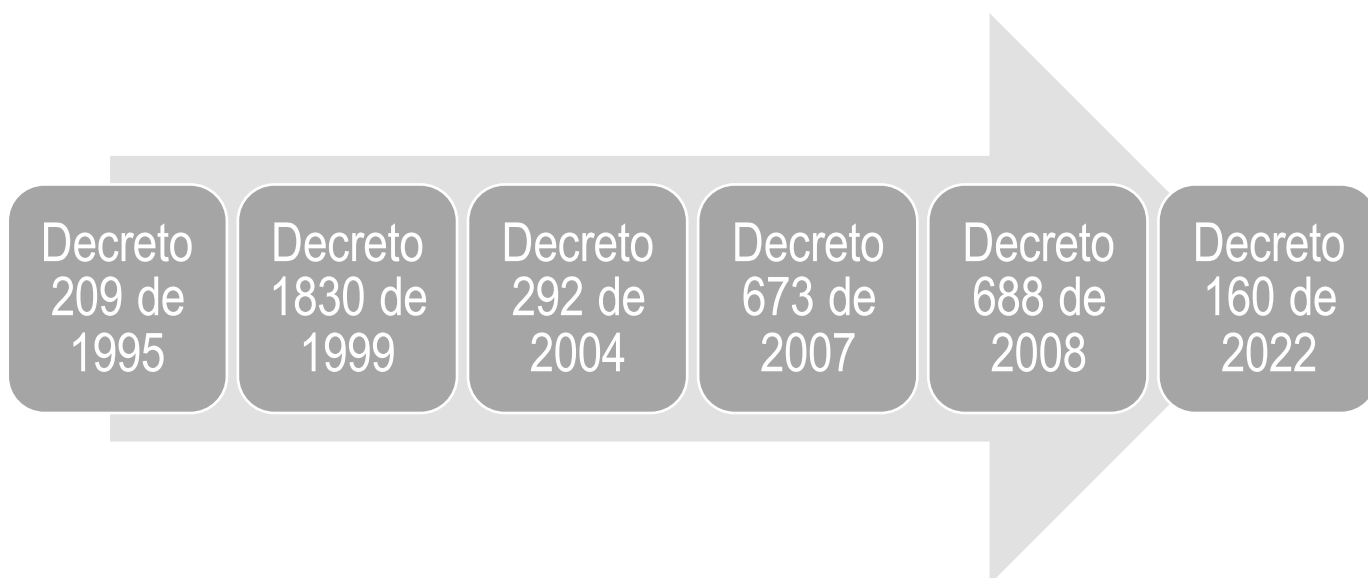 Decreto
209 de
1995
Decreto
1830 de
1999
Decreto
292 de
2004
Decreto
673 de
2007
Decreto
688 de
2008
Decreto
160 de
2022